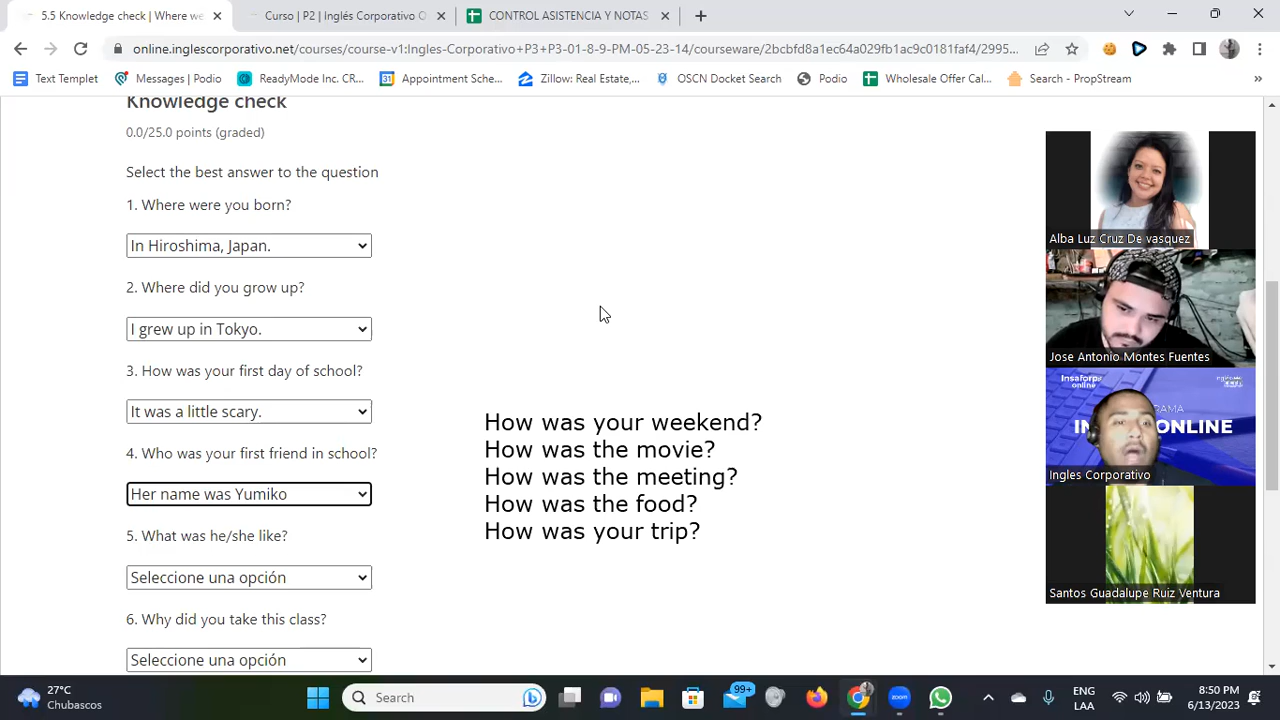 5.5 Knowledge check | Where we
Curso | P2 | Inglés Corporativo O
CONTROL ASISTENCIA Y NOTAS
online.inglescorporativo.net/courses/course-v1:Ingles-Corporativo+P3+P3-01-8-9-PM-05-23-14/courseware/2bcbfd8a1ec64a029fb1ac9c0181faf4/2995...
Text Templet
Messages | Podio
ReadyMode Inc. CR...
Appointment Sche...
Zillow: Real Estate,...
OSCN Docket Search
Podio
Wholesale Offer Cal...
Search - PropStream
Knowledge check
0.0/25.0 points (graded)
Select the best answer to the question
1. Where were you born?
In Hiroshima, Japan.
2. Where did you grow up?
I grew up in Tokyo.
3. How was your first day of school?
It was a little scary.
4. Who was your first friend in school?
Her name was Yumiko
5. What was he/she like?
Seleccione una opción
6. Why did you take this class?
Seleccione una opción
How was your weekend?
How was the movie?
How was the meeting?
How was the food?
How was your trip?
Alba Luz Cruz De vasquez
Jose Antonio Montes Fuentes
Insaforp
online
ONLINE
Ingles Corporativo
Santos Guadalupe Ruiz Ventura
27°C
Chubascos
Search
99+
ENG
LAA
8:50 PM
6/13/2023